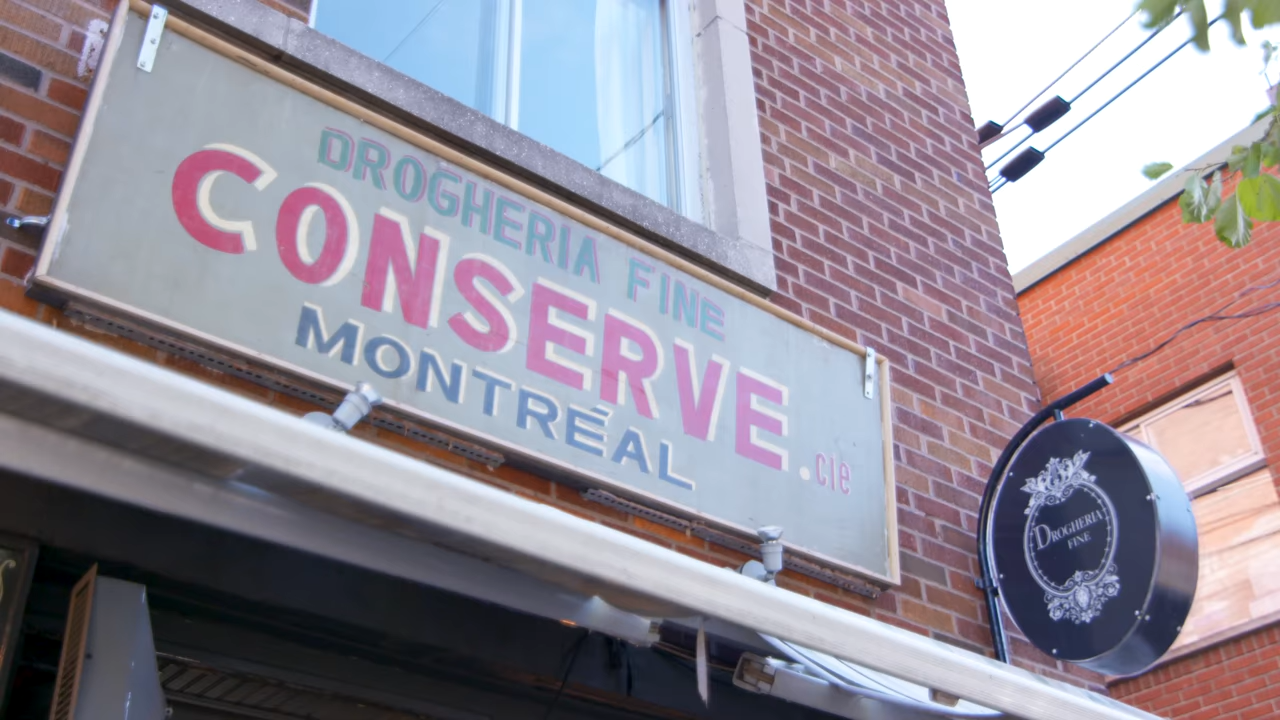 DROGHERIA FINE
CONSERVE.cie
MONTRÉAL
DROGHERIA
FINE